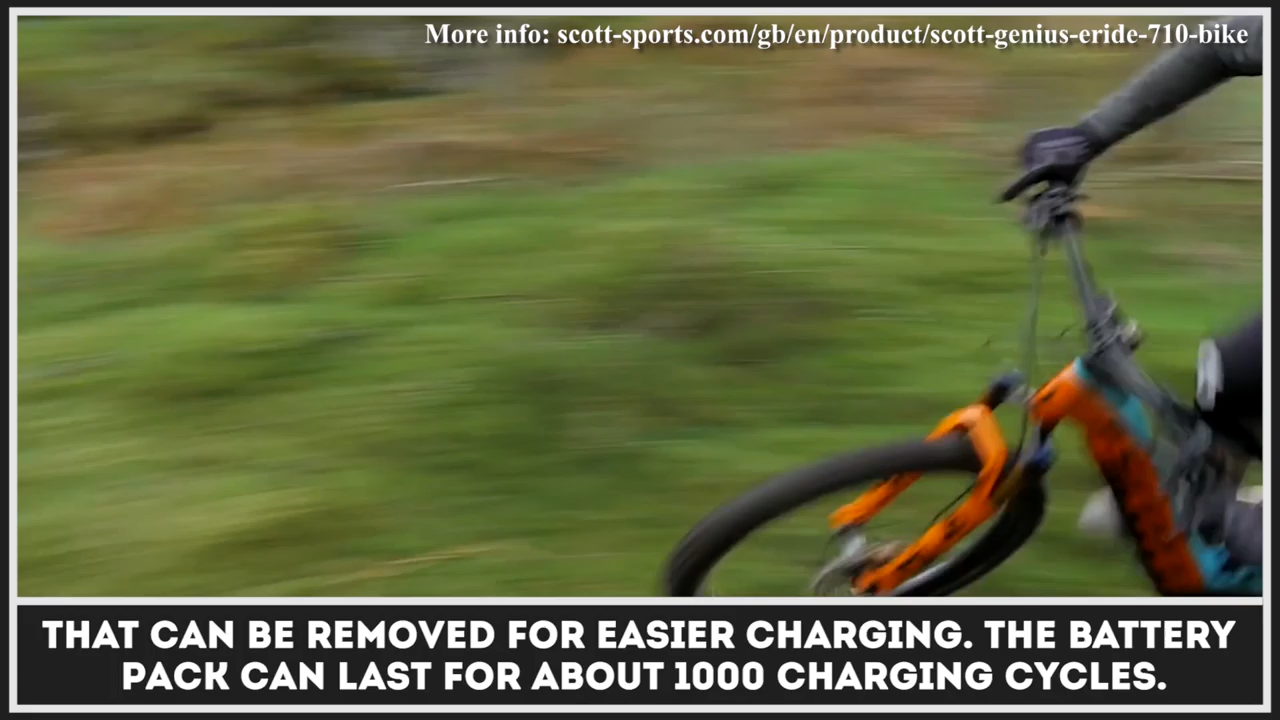 More info: scott-sports.com/gb/en/product/scott-genius-eride-710-bike
THAT CAN BE REMOVED FOR EASIER CHARGING. THE BATTERY
PACK CAN LAST FOR ABOUT 1000 CHARGING CYCLES.